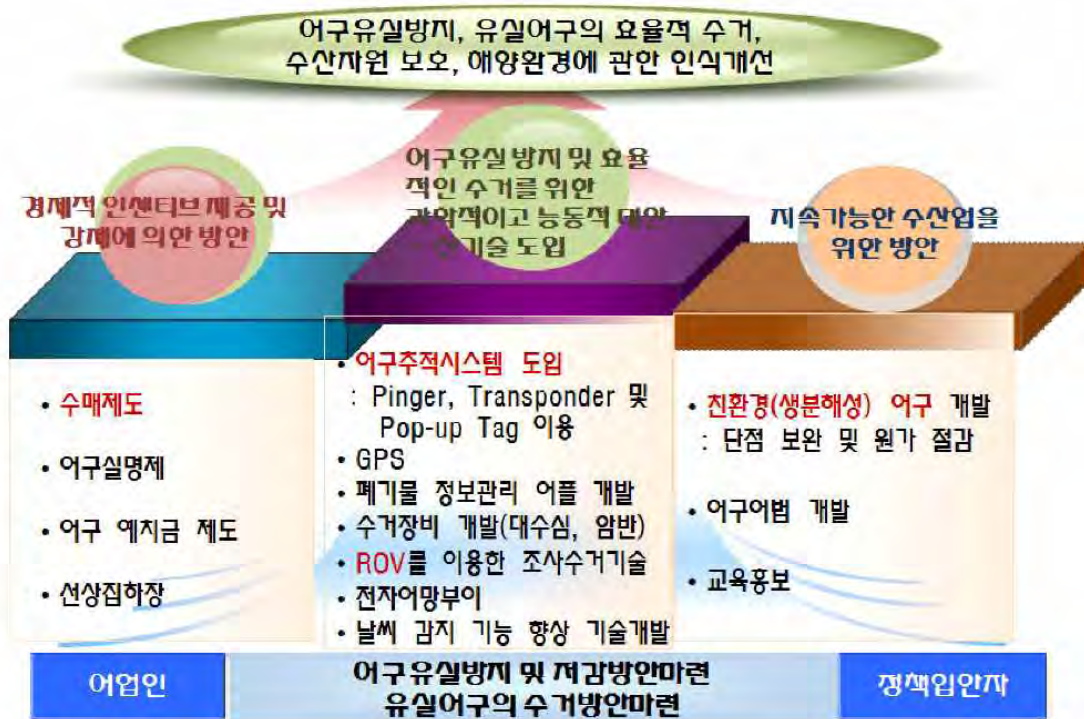 어구유실방지, 유실어구의 효율적 수거,
수산자원 보호, 해양환경에 관한 인식개선
경제적 인센티브 제공 및
강제에 의한 방안
어구유실 방지 및 효율
적인 수거를 위한
과학적이고 능동적 대안
기술 도입
지속가능한 수산업을
위한 방안
• 수매제도
• 어구실명제
• 어구 예치금 제도
• 선상집하장
• 어구추적시스템 도입
: Pinger, Transponder 및
Pop-up Tag 이용
• GPS
• 폐기물 정보관리 어플 개발
• 수거장비 개발(대수심, 암반)
• ROV를 이용한 조사수거기술
• 전자어망부이
• 날씨 감지 기능 향상 기술개발
• 친환경(생분해성) 어구 개발
: 단점 보완 및 원가 절감
• 어구어법 개발
• 교육홍보
어업인
어구유실방지 및 저감방안마련
유실어구의 수거방안마련
정책입안자